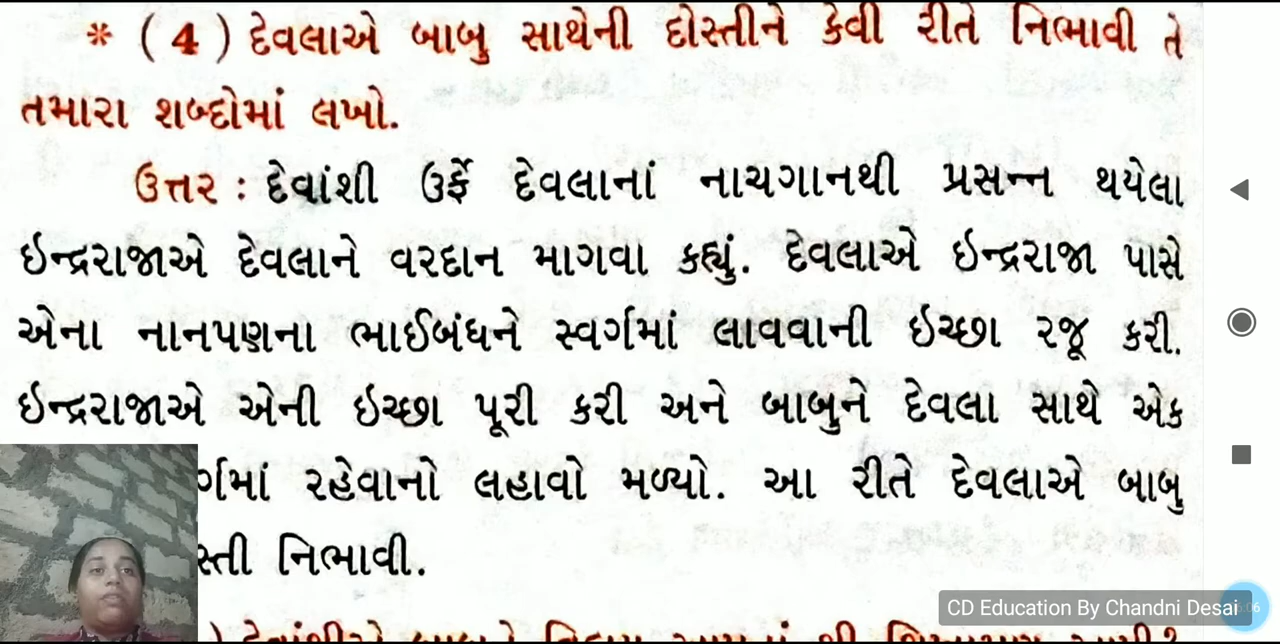 * ( 4 ) દેવલાએ બાબુ સાથેની દોસ્તીને કેવી રીતે નિભાવી તે
તમારા શબ્દોમાં લખો.
ઉત્તર : દેવાંશી ઉર્ફે દેવલાનાં નાચગાનથી પ્રસન્ન થયેલા
ઇન્દ્રરાજાએ દેવલાને વરદાન માગવા કહ્યું. દેવલાએ ઇન્દ્રરાજા પાસે
એના નાનપણના ભાઈબંધને સ્વર્ગમાં લાવવાની ઇચ્છા રજૂ કરી.
ઇન્દ્રરાજાએ એની ઇચ્છા પૂરી કરી અને બાબુને દેવલા સાથે એક
ર્ગમાં રહેવાનો લહાવો મળ્યો. આ રીતે દેવલાએ બાબુ
સ્તી નિભાવી.
CD Education By Chandni Desai